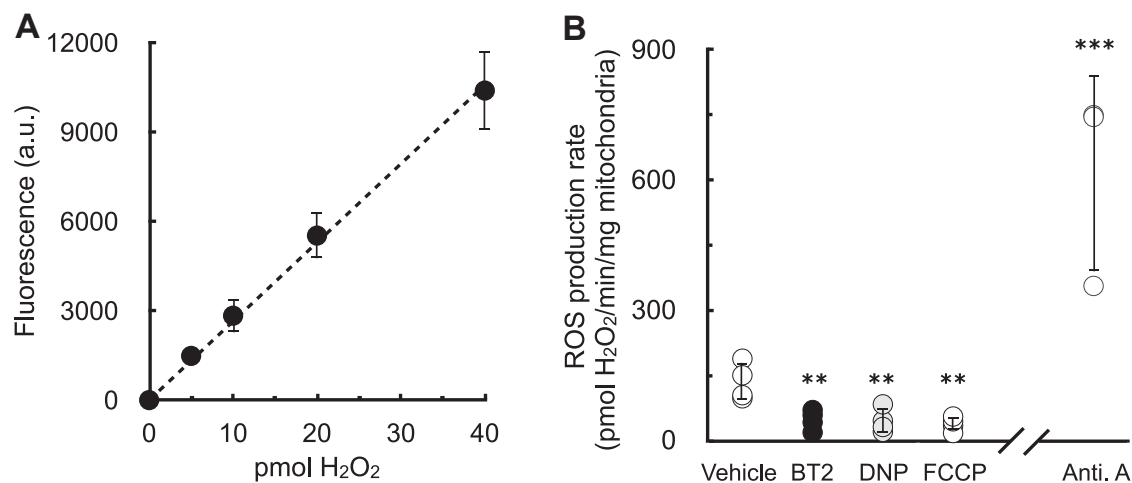 A
12000
9000
6000
3000
0
Fluorescence (a.u.)
0 10 20 30 40
pmol H₂O₂
B
900
600
300
0
ROS production rate
(pmol H₂O₂/min/mg mitochondria)
***
** ** **
Vehicle BT2 DNP FCCP Anti. A